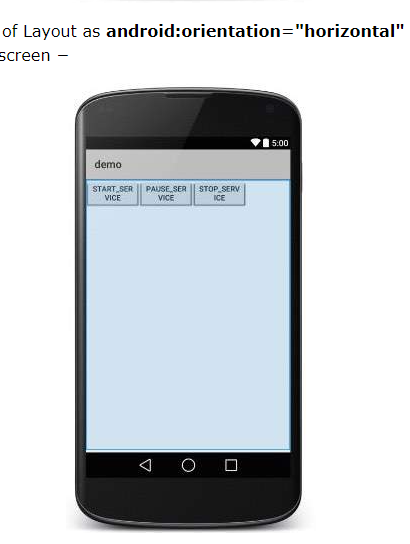 of Layout as android:orientation="horizontal"
screen −
5:00
demo
START_SER
VICE
PAUSE_SER
VICE
STOP_SERV
ICE